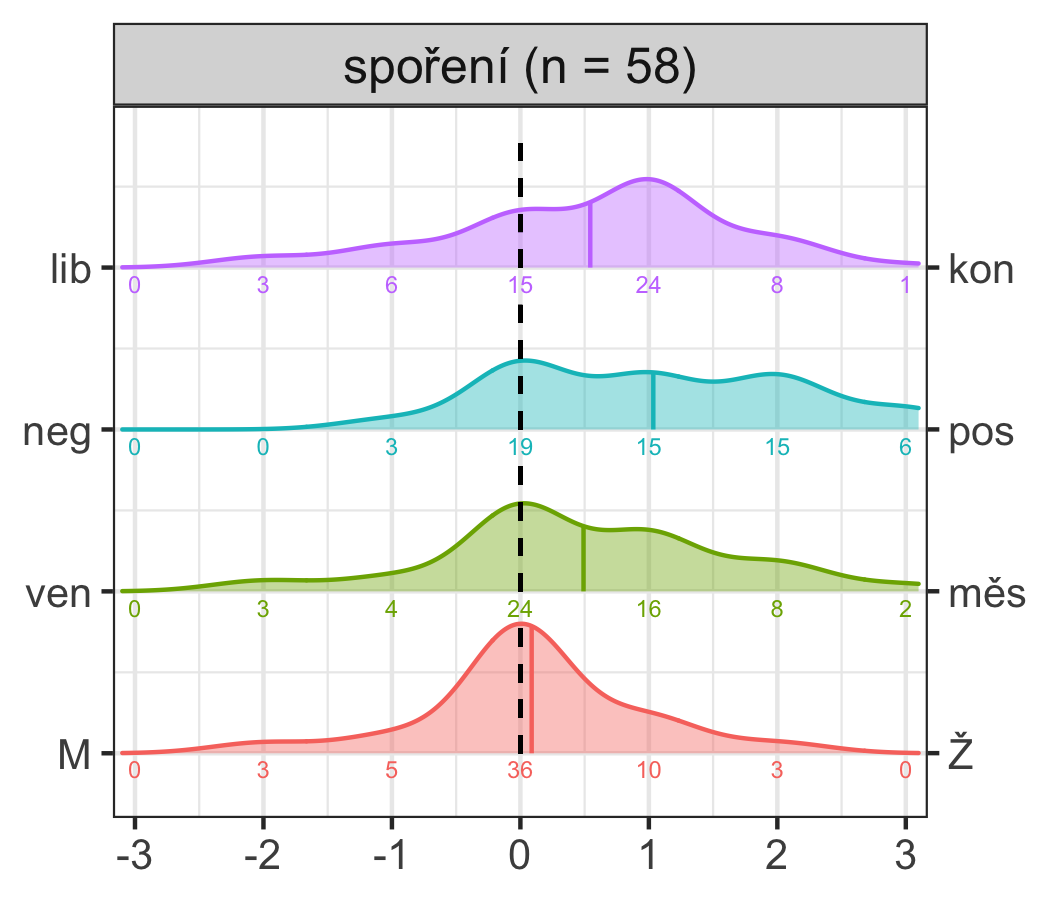 spoření (n = 58)
lib kon
0 3 6 15 24 8 1
neg pos
0 0 3 19 15 15 6
ven měs
0 3 4 24 16 8 2
M Ž
0 3 5 36 10 3 0
-3 -2 -1 0 1 2 3